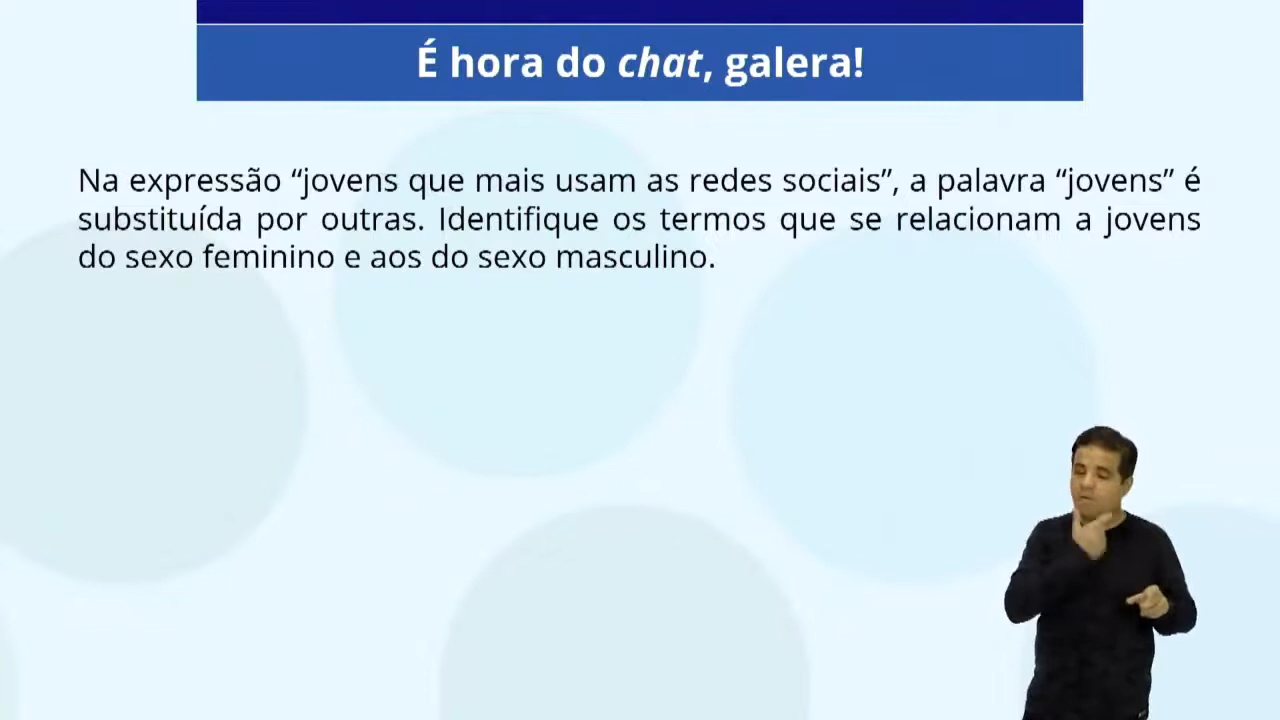 É hora do chat, galera!
Na expressão “jovens que mais usam as redes sociais”, a palavra “jovens” é
substituída por outras. Identifique os termos que se relacionam a jovens
do sexo feminino e aos do sexo masculino.